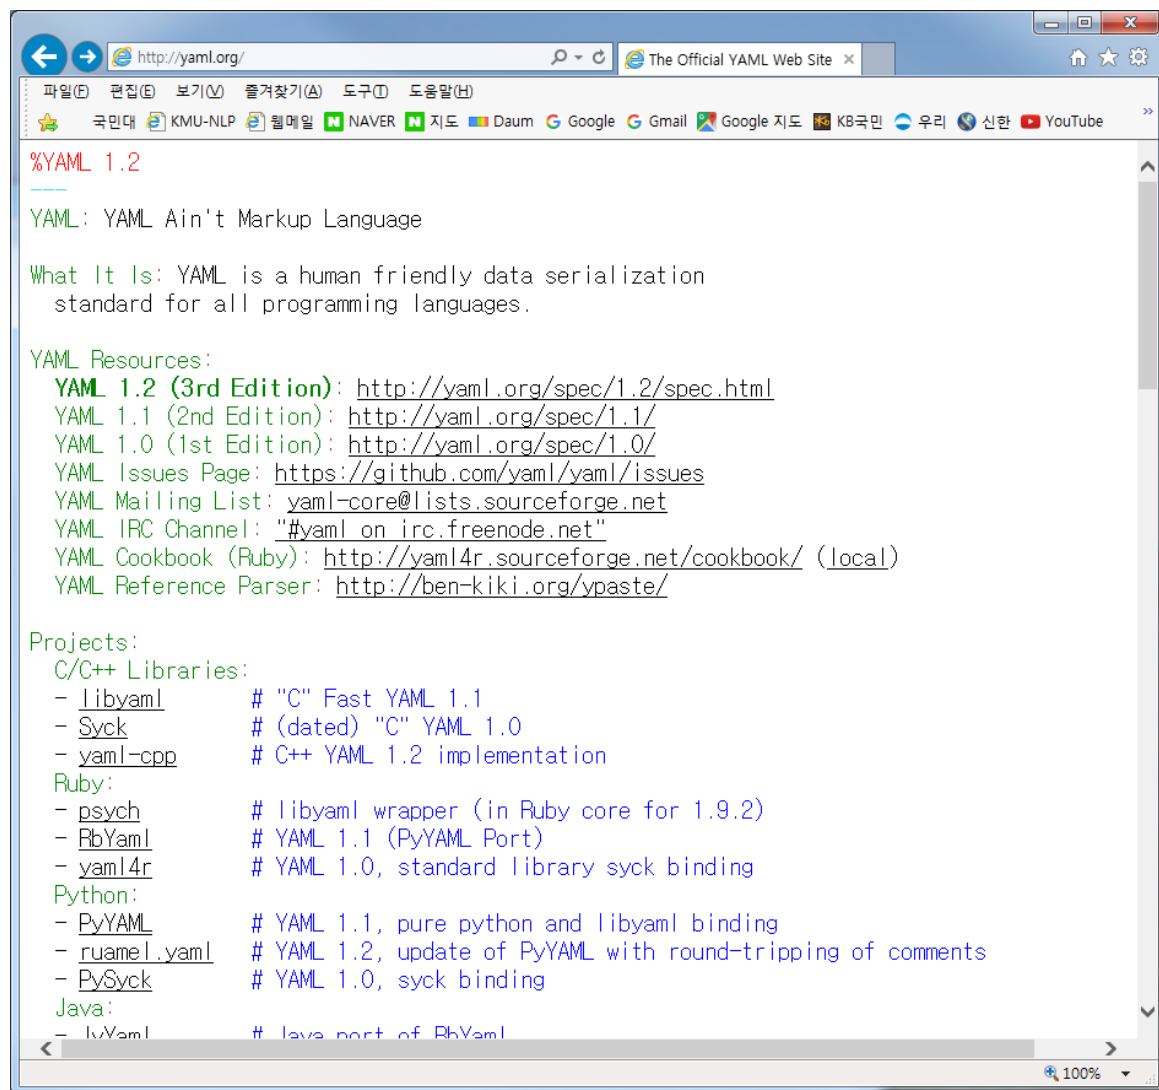 http://yaml.org/
The Official YAML Web Site
파일(F) 편집(E) 보기(V) 즐겨찾기(A) 도구(T) 도움말(H)
국민대 KMU-NLP 웹메일 NAVER 지도 Daum Google Gmail Google 지도 KB국민 우리 신한 YouTube
%YAML 1.2
---
YAML: YAML Ain't Markup Language
What It Is: YAML is a human friendly data serialization
standard for all programming languages.
YAML Resources:
YAML 1.2 (3rd Edition): http://yaml.org/spec/1.2/spec.html
YAML 1.1 (2nd Edition): http://yaml.org/spec/1.1/
YAML 1.0 (1st Edition): http://yaml.org/spec/1.0/
YAML Issues Page: https://github.com/yaml/yaml/issues
YAML Mailing List: yaml-core@lists.sourceforge.net
YAML IRC Channel: "#yaml on irc.freenode.net"
YAML Cookbook (Ruby): http://yaml4r.sourceforge.net/cookbook/ (local)
YAML Reference Parser: http://ben-kiki.org/ypaste/
Projects:
C/C++ Libraries:
- libyaml # "C" Fast YAML 1.1
- Syck # (dated) "C" YAML 1.0
- yaml-cpp # C++ YAML 1.2 implementation
Ruby:
- psych # libyaml wrapper (in Ruby core for 1.9.2)
- RbYaml # YAML 1.1 (PyYAML Port)
- yaml4r # YAML 1.0, standard library syck binding
Python:
- PyYAML # YAML 1.1, pure python and libyaml binding
- ruamel.yaml # YAML 1.2, update of PyYAML with round-tripping of comments
- PySyck # YAML 1.0, syck binding
Java:
- JvYaml # Java port of RbYaml
100%